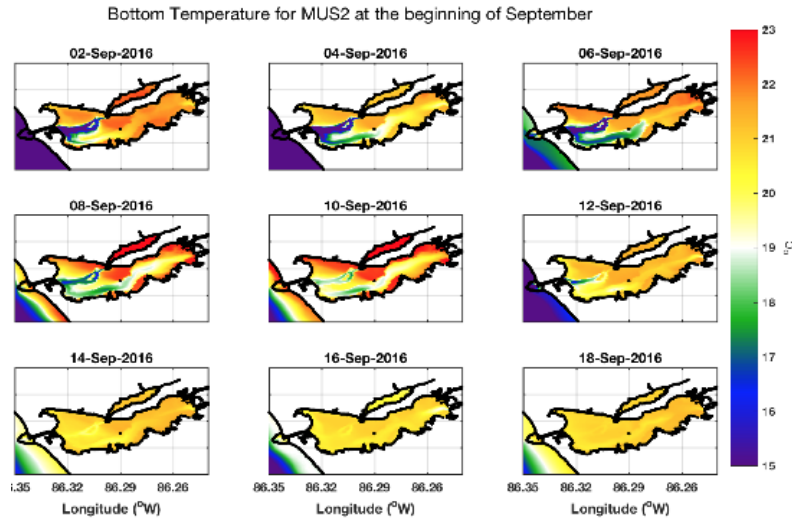 Bottom Temperature for MUS2 at the beginning of September
02-Sep-2016 04-Sep-2016 06-Sep-2016
08-Sep-2016 10-Sep-2016 12-Sep-2016
14-Sep-2016 16-Sep-2016 18-Sep-2016
23
22
21
20
19
18
17
16
15
°C
:.35 86.32 86.29 86.26 86.35 86.32 86.29 86.26 86.35 86.32 86.29 86.26
Longitude (°W) Longitude (°W) Longitude (°W)